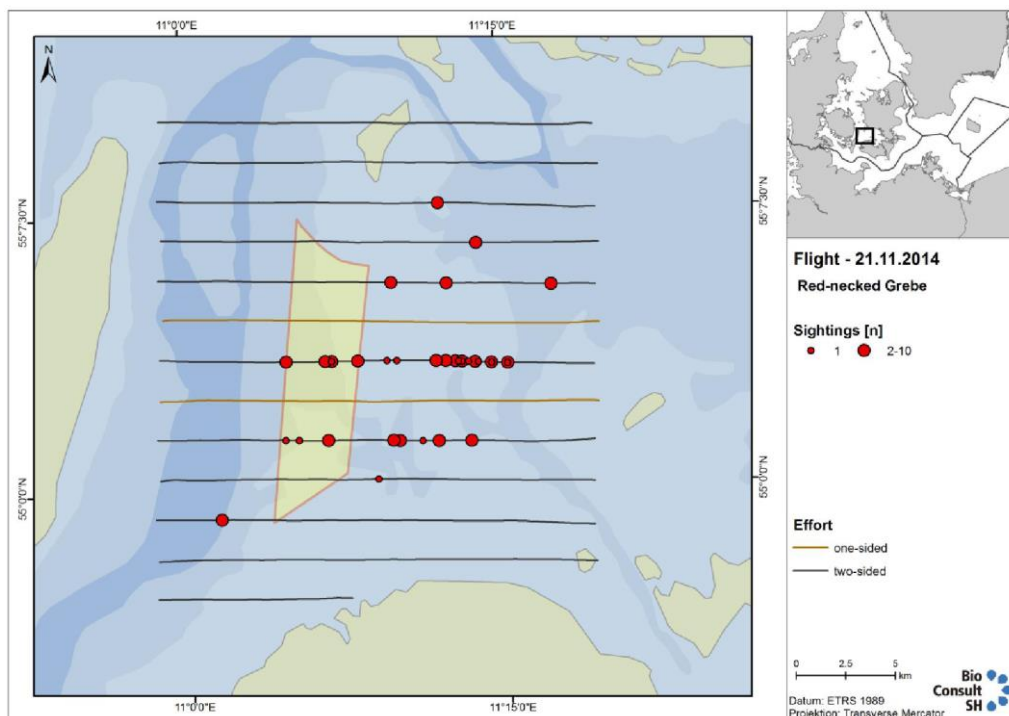 11°0'0"E
11°15'0"E
N
55°7'30"N
55°7'30"N
55°0'0"N
55°0'0"N
11°0'0"E
11°15'0"E
Flight - 21.11.2014
Red-necked Grebe
Sightings [n]
1
2-10
Effort
one-sided
two-sided
0
2.5
5
km
Datum: ETRS 1989
Projektion: Transverse Mercator
Bio
Consult
SH